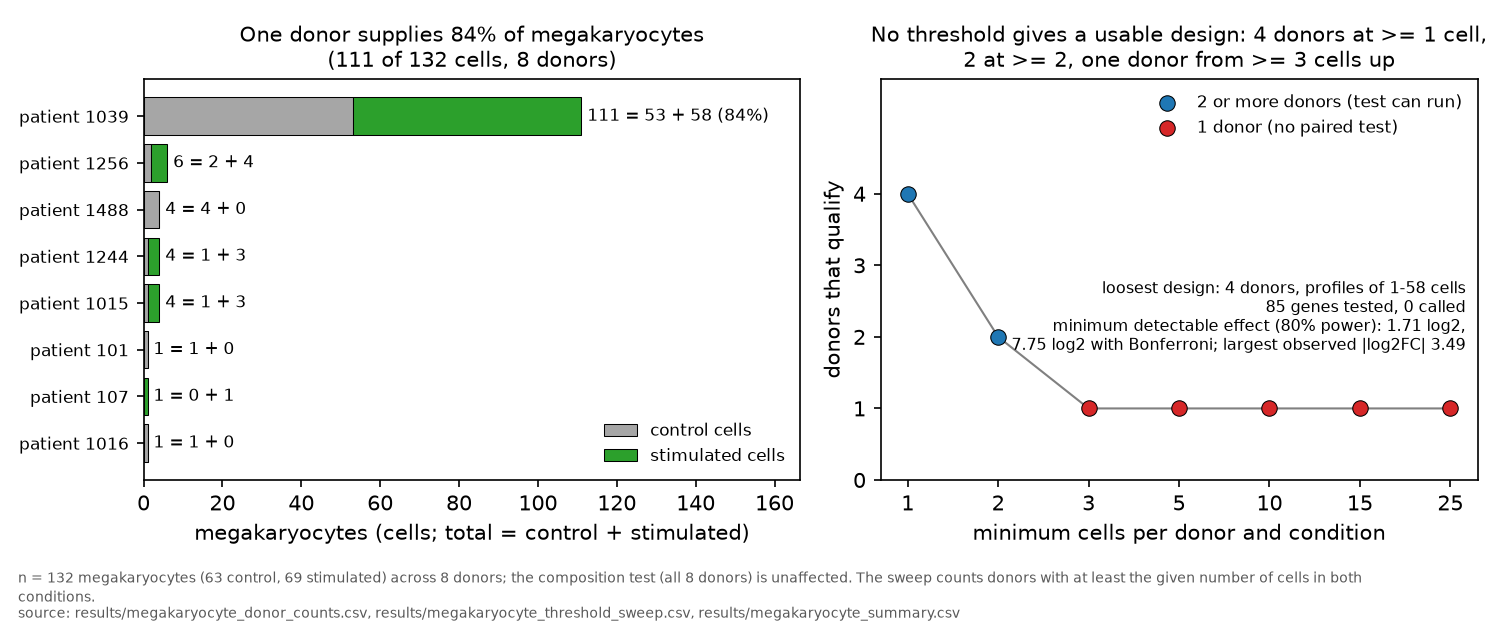 One donor supplies 84% of megakaryocytes
(111 of 132 cells, 8 donors)
patient 1039
111 = 53 + 58 (84%)
patient 1256
6 = 2 + 4
patient 1488
4 = 4 + 0
patient 1244
4 = 1 + 3
patient 1015
4 = 1 + 3
patient 101
1 = 1 + 0
patient 107
1 = 0 + 1
patient 1016
1 = 1 + 0
control cells
stimulated cells
0 20 40 60 80 100 120 140 160
megakaryocytes (cells; total = control + stimulated)
No threshold gives a usable design: 4 donors at >= 1 cell,
2 at >= 2, one donor from >= 3 cells up
2 or more donors (test can run)
1 donor (no paired test)
donors that qualify
4
3
2
1
0
loosest design: 4 donors, profiles of 1-58 cells
85 genes tested, 0 called
minimum detectable effect (80% power): 1.71 log2,
7.75 log2 with Bonferroni; largest observed |log2FC| 3.49
1 2 3 5 10 15 25
minimum cells per donor and condition
n = 132 megakaryocytes (63 control, 69 stimulated) across 8 donors; the composition test (all 8 donors) is unaffected. The sweep counts donors with at least the given number of cells in both
conditions.
source: results/megakaryocyte_donor_counts.csv, results/megakaryocyte_threshold_sweep.csv, results/megakaryocyte_summary.csv